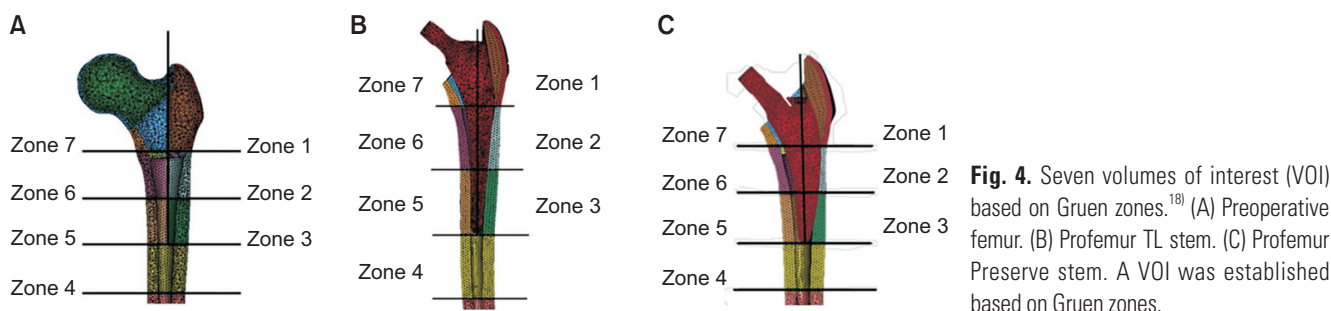 A
B
C
Zone 7
Zone 1
Zone 6
Zone 2
Zone 5
Zone 3
Zone 4
Zone 7
Zone 1
Zone 6
Zone 2
Zone 5
Zone 3
Zone 4
Zone 7
Zone 1
Zone 6
Zone 2
Zone 5
Zone 3
Zone 4
Fig. 4. Seven volumes of interest (VOI)
based on Gruen zones.18) (A) Preoperative
femur. (B) Profemur TL stem. (C) Profemur
Preserve stem. A VOI was established
based on Gruen zones.